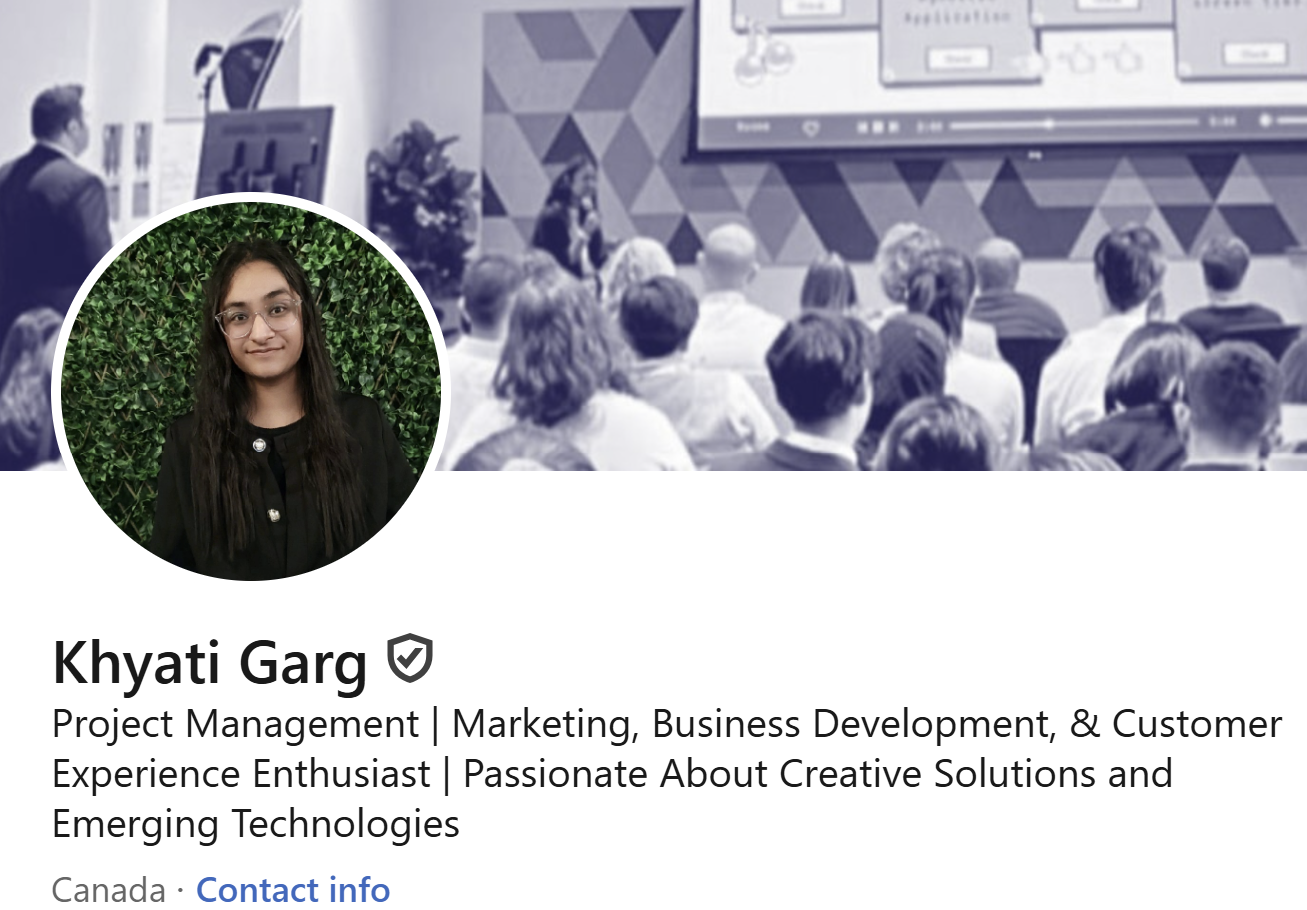 Application
Khyati Garg
Project Management | Marketing, Business Development, & Customer
Experience Enthusiast | Passionate About Creative Solutions and
Emerging Technologies
Canada · Contact info